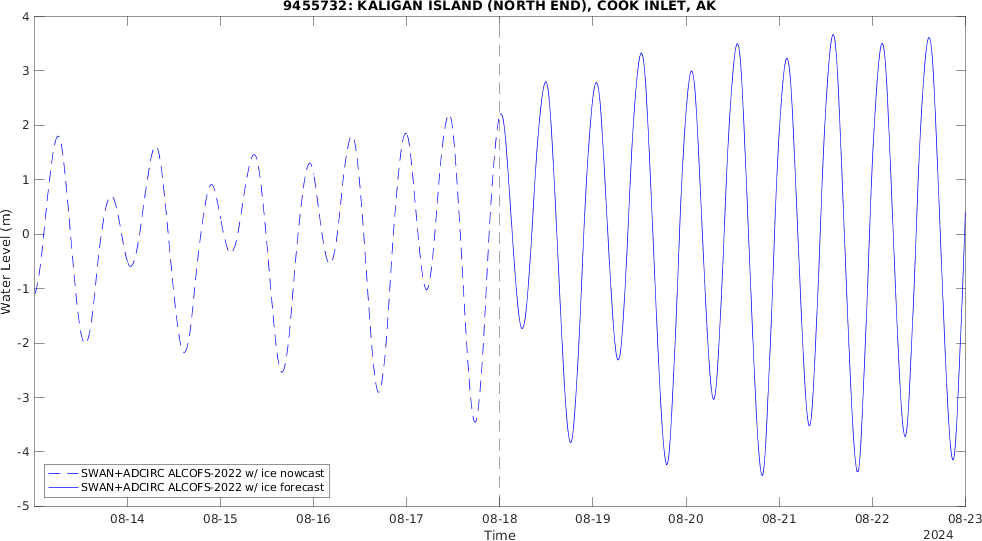 9455732: KALIGAN ISLAND (NORTH END), COOK INLET, AK
4
3
2
1
0
-1
-2
-3
-4
-5
Water Level (m)
SWAN+ADCIRC ALCOFS-2022 w/ ice nowcast
SWAN+ADCIRC ALCOFS-2022 w/ ice forecast
08-14 08-15 08-16 08-17 08-18 08-19 08-20 08-21 08-22 08-23
Time
2024